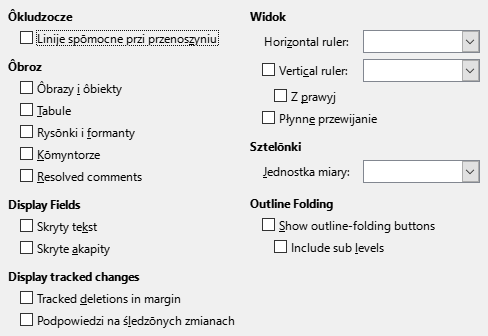 Ôkludzocze
Linije spōmocne przi przenoszyniu
Ôbroz
Ôbrazy i ôbiekty
Tabule
Rysōnki i formanty
Kōmyntorze
Resolved comments
Display Fields
Skryty tekst
Skryte akapity
Display tracked changes
Tracked deletions in margin
Podpowiedzi na śledzōnych zmianach
Widok
Horizontal ruler:
Vertical ruler:
Z prawyj
Płynne przewijanie
Sztelōnki
Jednostka miary:
Outline Folding
Show outline-folding buttons
Include sub levels